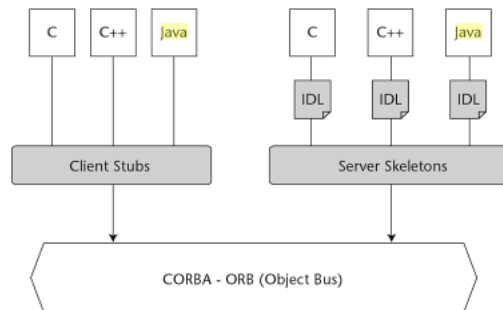 C
C++
Java
C
C++
Java
IDL
IDL
IDL
Client Stubs
Server Skeletons
CORBA - ORB (Object Bus)